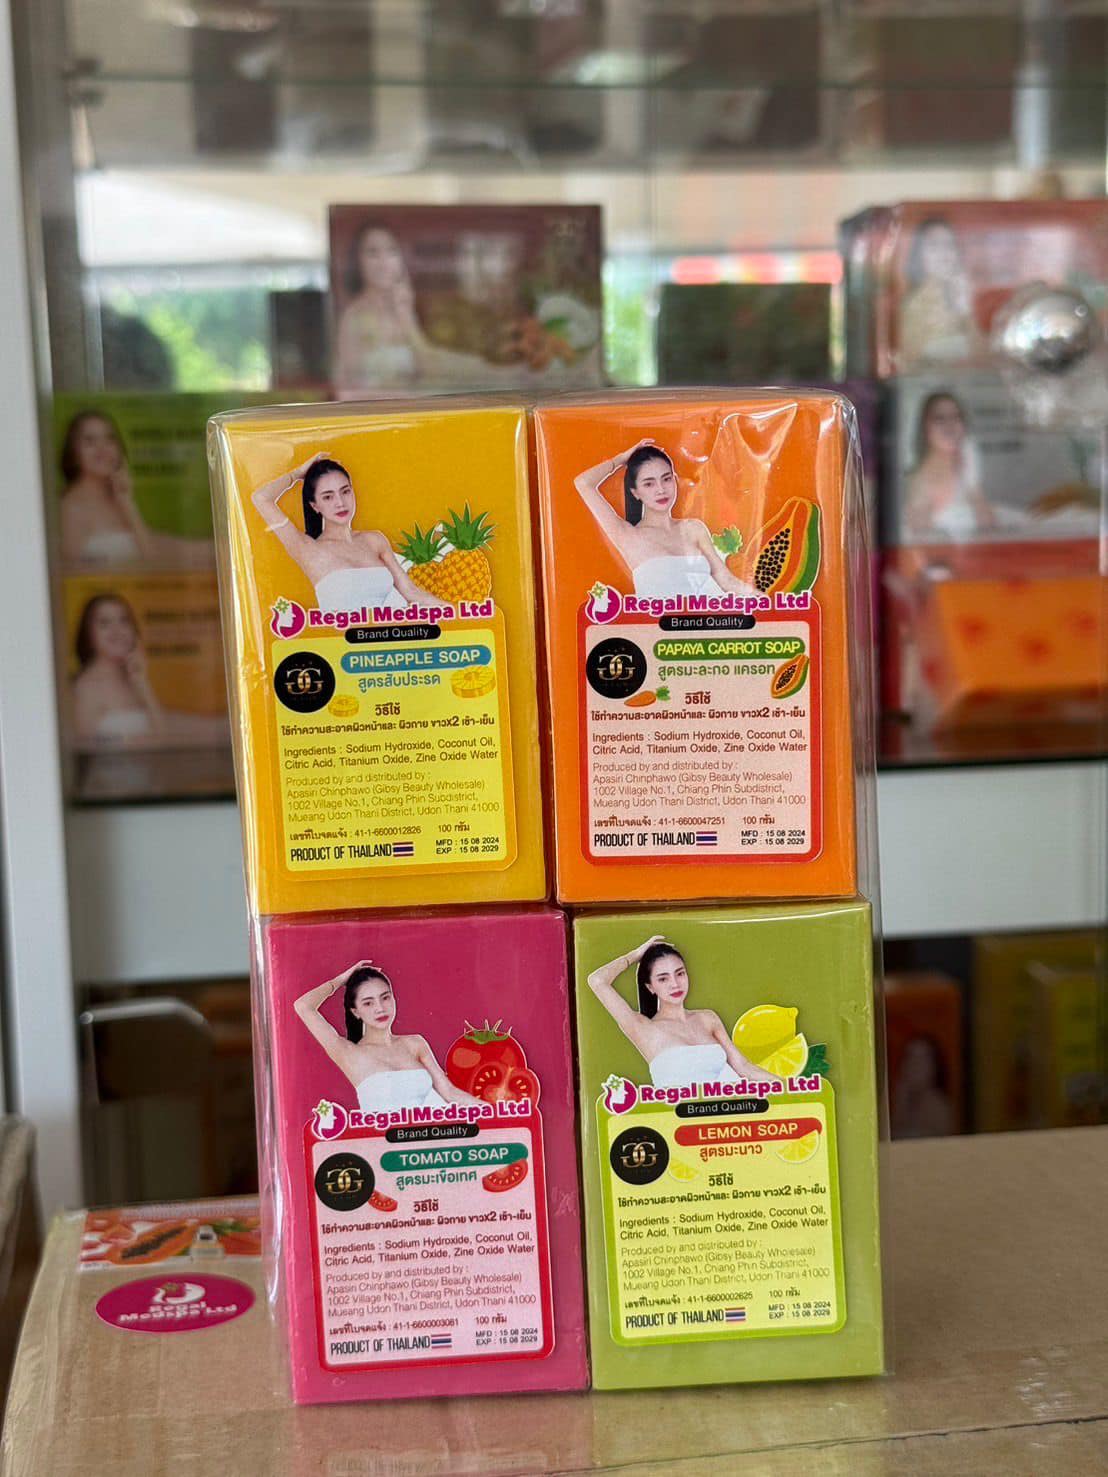 Regal Medspa Ltd
Brand Quality
PINEAPPLE SOAP
สูตรสับประรด
วิธีใช้
ใช้ทำความสะอาดผิวหน้าและ ผิวกาย ขาวX2 เช้า-เย็น
Ingredients : Sodium Hydroxide, Coconut Oil,
Citric Acid, Titanium Oxide, Zine Oxide Water
Produced by and distributed by :
Apasiri Chinphawo (Gibsy Beauty Wholesale)
1002 Village No.1, Chiang Phin Subdistrict,
Mueang Udon Thani District, Udon Thani 41000
เลขที่ใบจดแจ้ง : 41-1-6600012826 100 กรัม
PRODUCT OF THAILAND
MFD : 15 08 2024
EXP : 15 08 2029
Regal Medspa Ltd
Brand Quality
PAPAYA CARROT SOAP
สูตรมะละกอ แครอท
วิธีใช้
ใช้ทำความสะอาดผิวหน้าและ ผิวกาย ขาวX2 เช้า-เย็น
Ingredients : Sodium Hydroxide, Coconut Oil,
Citric Acid, Titanium Oxide, Zine Oxide Water
Produced by and distributed by :
Apasiri Chinphawo (Gibsy Beauty Wholesale)
1002 Village No.1, Chiang Phin Subdistrict,
Mueang Udon Thani District, Udon Thani 41000
เลขที่ใบจดแจ้ง : 41-1-6600047251 100 กรัม
PRODUCT OF THAILAND
MFD : 15 08 2024
EXP : 15 08 2029
Regal Medspa Ltd
Brand Quality
TOMATO SOAP
สูตรมะเขือเทศ
วิธีใช้
ใช้ทำความสะอาดผิวหน้าและ ผิวกาย ขาวX2 เช้า-เย็น
Ingredients : Sodium Hydroxide, Coconut Oil,
Citric Acid, Titanium Oxide, Zine Oxide Water
Produced by and distributed by :
Apasiri Chinphawo (Gibsy Beauty Wholesale)
1002 Village No.1, Chiang Phin Subdistrict,
Mueang Udon Thani District, Udon Thani 41000
เลขที่ใบจดแจ้ง : 41-1-6600003081 100 กรัม
PRODUCT OF THAILAND
MFD : 15 08 2024
EXP : 15 08 2029
Regal Medspa Ltd
Brand Quality
LEMON SOAP
สูตรมะนาว
วิธีใช้
ใช้ทำความสะอาดผิวหน้าและ ผิวกาย ขาวX2 เช้า-เย็น
Ingredients : Sodium Hydroxide, Coconut Oil,
Citric Acid, Titanium Oxide, Zine Oxide Water
Produced by and distributed by :
Apasiri Chinphawo (Gibsy Beauty Wholesale)
1002 Village No.1, Chiang Phin Subdistrict,
Mueang Udon Thani District, Udon Thani 41000
เลขที่ใบจดแจ้ง : 41-1-6600002625 100 กรัม
PRODUCT OF THAILAND
MFD : 15 08 2024
EXP : 15 08 2029
Regal
Medspa Ltd